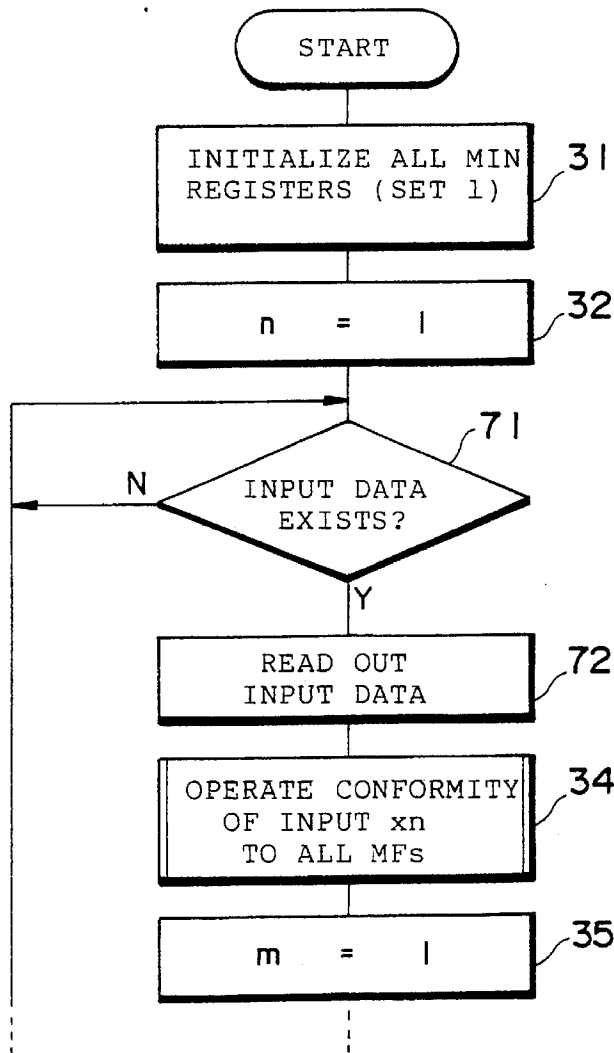 START
INITIALIZE ALL MIN
REGISTERS (SET 1)
31
n = 1
32
71
N
INPUT DATA
EXISTS?
Y
READ OUT
INPUT DATA
72
OPERATE CONFORMITY
OF INPUT xn
TO ALL MFs
34
m = 1
35